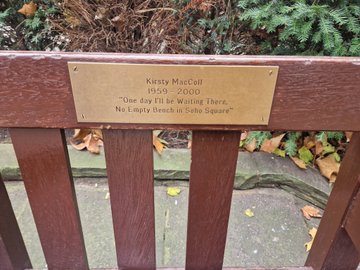 Kirsty MacColl
1959 - 2000
"One day I'll be Waiting There,
No Empty Bench in Soho Square"